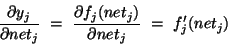 ∂y_j/∂net_j = ∂f_j(net_j)/∂net_j = f′_j(net_j)